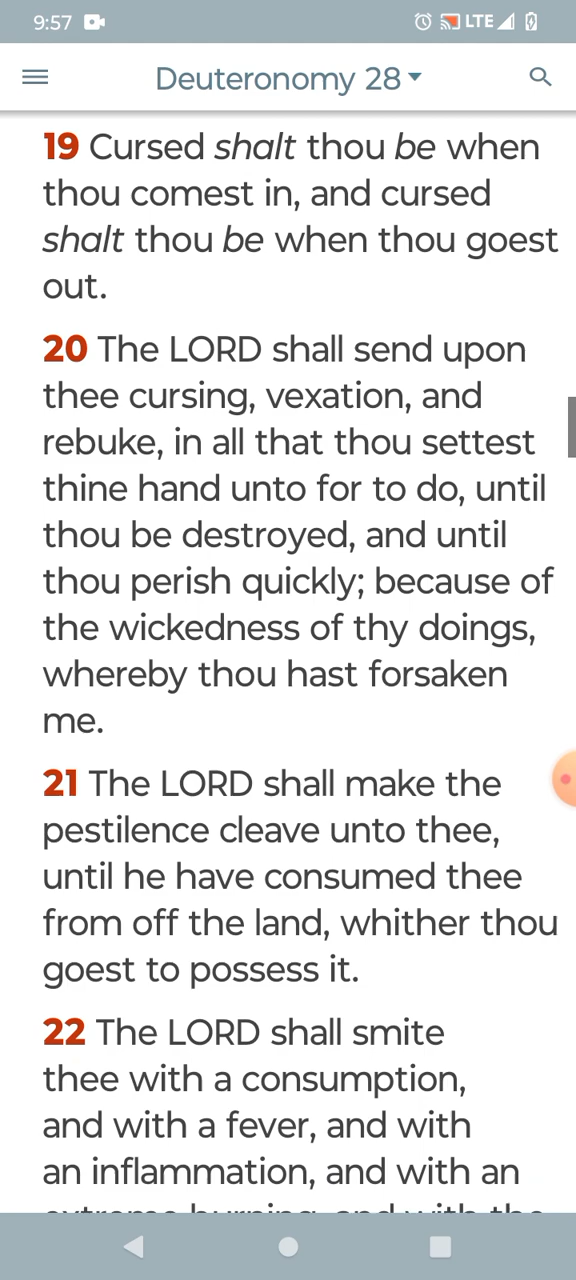 9:57
LTE
Deuteronomy 28
19 Cursed shalt thou be when
thou comest in, and cursed
shalt thou be when thou goest
out.
20 The LORD shall send upon
thee cursing, vexation, and
rebuke, in all that thou settest
thine hand unto for to do, until
thou be destroyed, and until
thou perish quickly; because of
the wickedness of thy doings,
whereby thou hast forsaken
me.
21 The LORD shall make the
pestilence cleave unto thee,
until he have consumed thee
from off the land, whither thou
goest to possess it.
22 The LORD shall smite
thee with a consumption,
and with a fever, and with
an inflammation, and with an
extreme burning, and with the